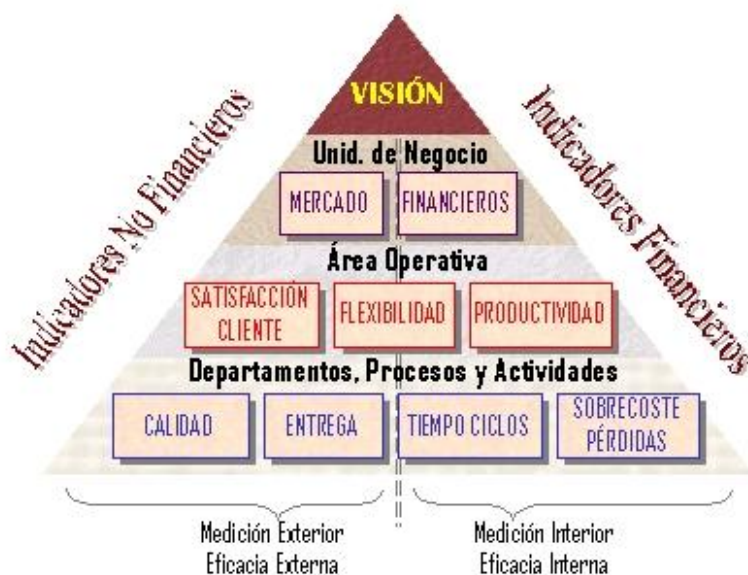 VISIÓN
Indicadores No Financieros
Indicadores Financieros
Unid. de Negocio
MERCADO
FINANCIEROS
Área Operativa
SATISFACCIÓN
CLIENTE
FLEXIBILIDAD
PRODUCTIVIDAD
Departamentos, Procesos y Actividades
CALIDAD
ENTREGA
TIEMPO CICLOS
SOBRECOSTE
PÉRDIDAS
Medición Exterior
Eficacia Externa
Medición Interior
Eficacia Interna